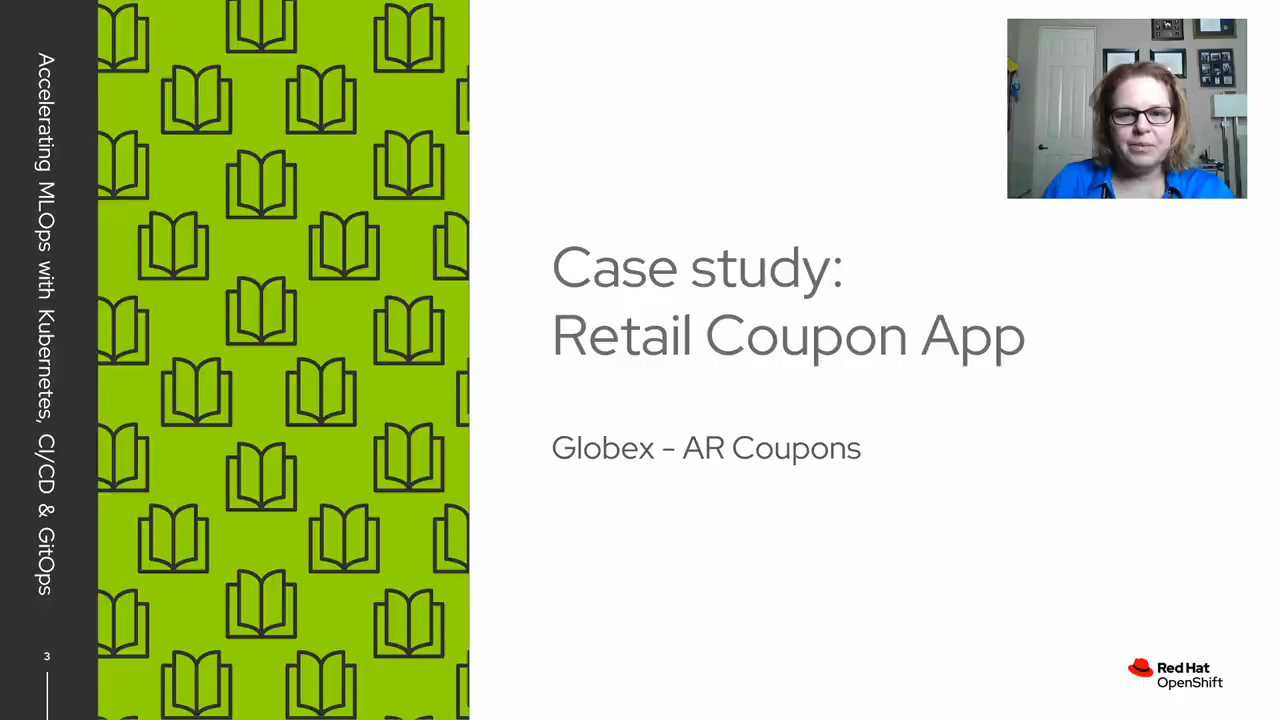 Accelerating MLOps with Kubernetes, CI/CD & GitOps
3
Case study:
Retail Coupon App
Globex - AR Coupons
Red Hat
OpenShift